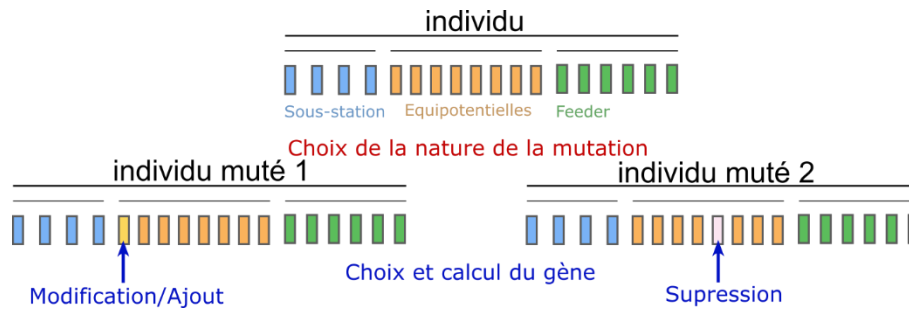 individu
Sous-station Equipotentielles Feeder
Choix de la nature de la mutation
individu muté 1 individu muté 2
Choix et calcul du gène
Modification/Ajout Supression